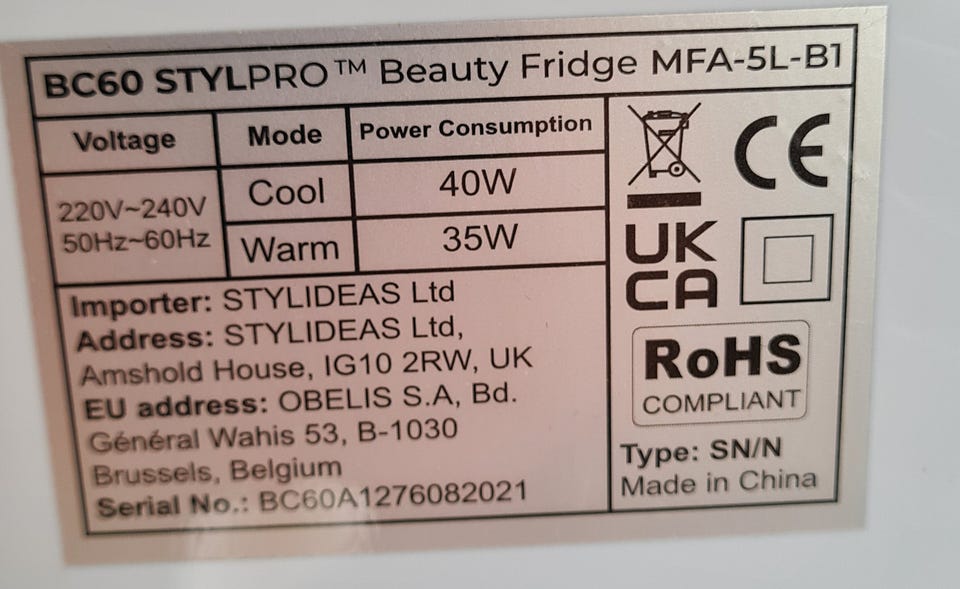 BC60 STYLPRO™ Beauty Fridge MFA-5L-B1
Voltage Mode Power Consumption
220V~240V
50Hz~60Hz
Cool 40W
Warm 35W
Importer: STYLIDEAS Ltd
Address: STYLIDEAS Ltd,
Amshold House, IG10 2RW, UK
EU address: OBELIS S.A, Bd.
Général Wahis 53, B-1030
Brussels, Belgium
Serial No.: BC60A1276082021
CE
UK
CA
RoHS
COMPLIANT
Type: SN/N
Made in China